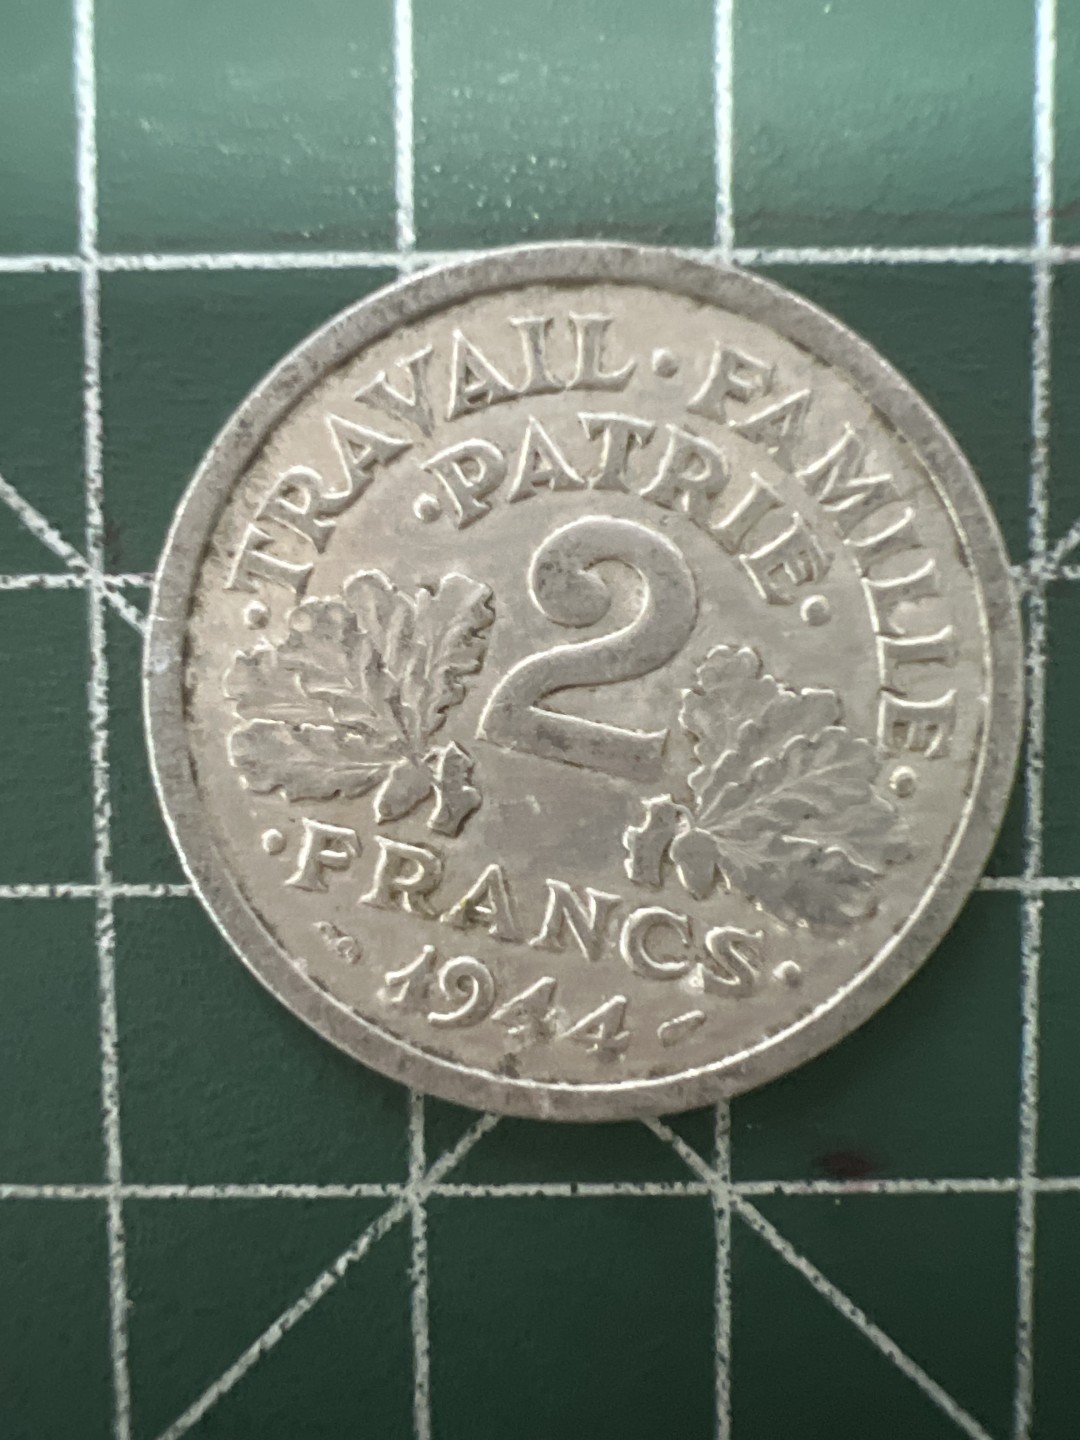 ·TRAVAIL·FAMILLE·
·PATRIE·
2
·FRANCS·
1944